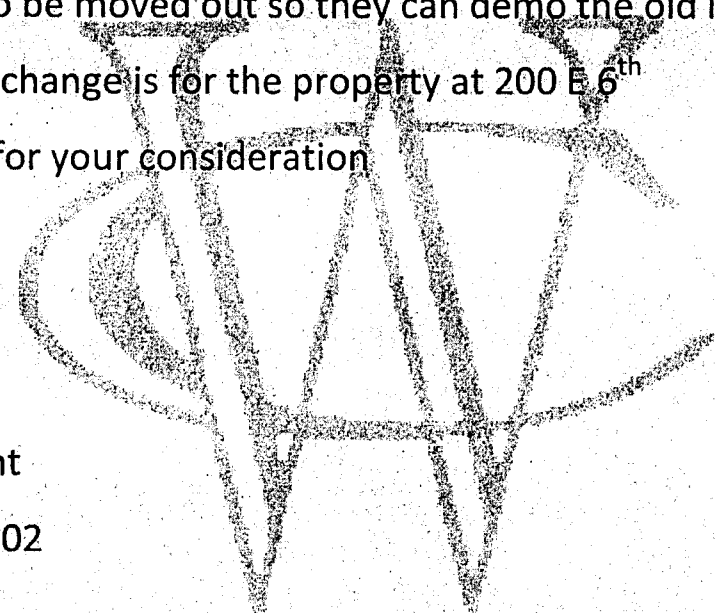 be moved out so they can demo the old
change is for the property at 200 E 6th
for your consideration
02